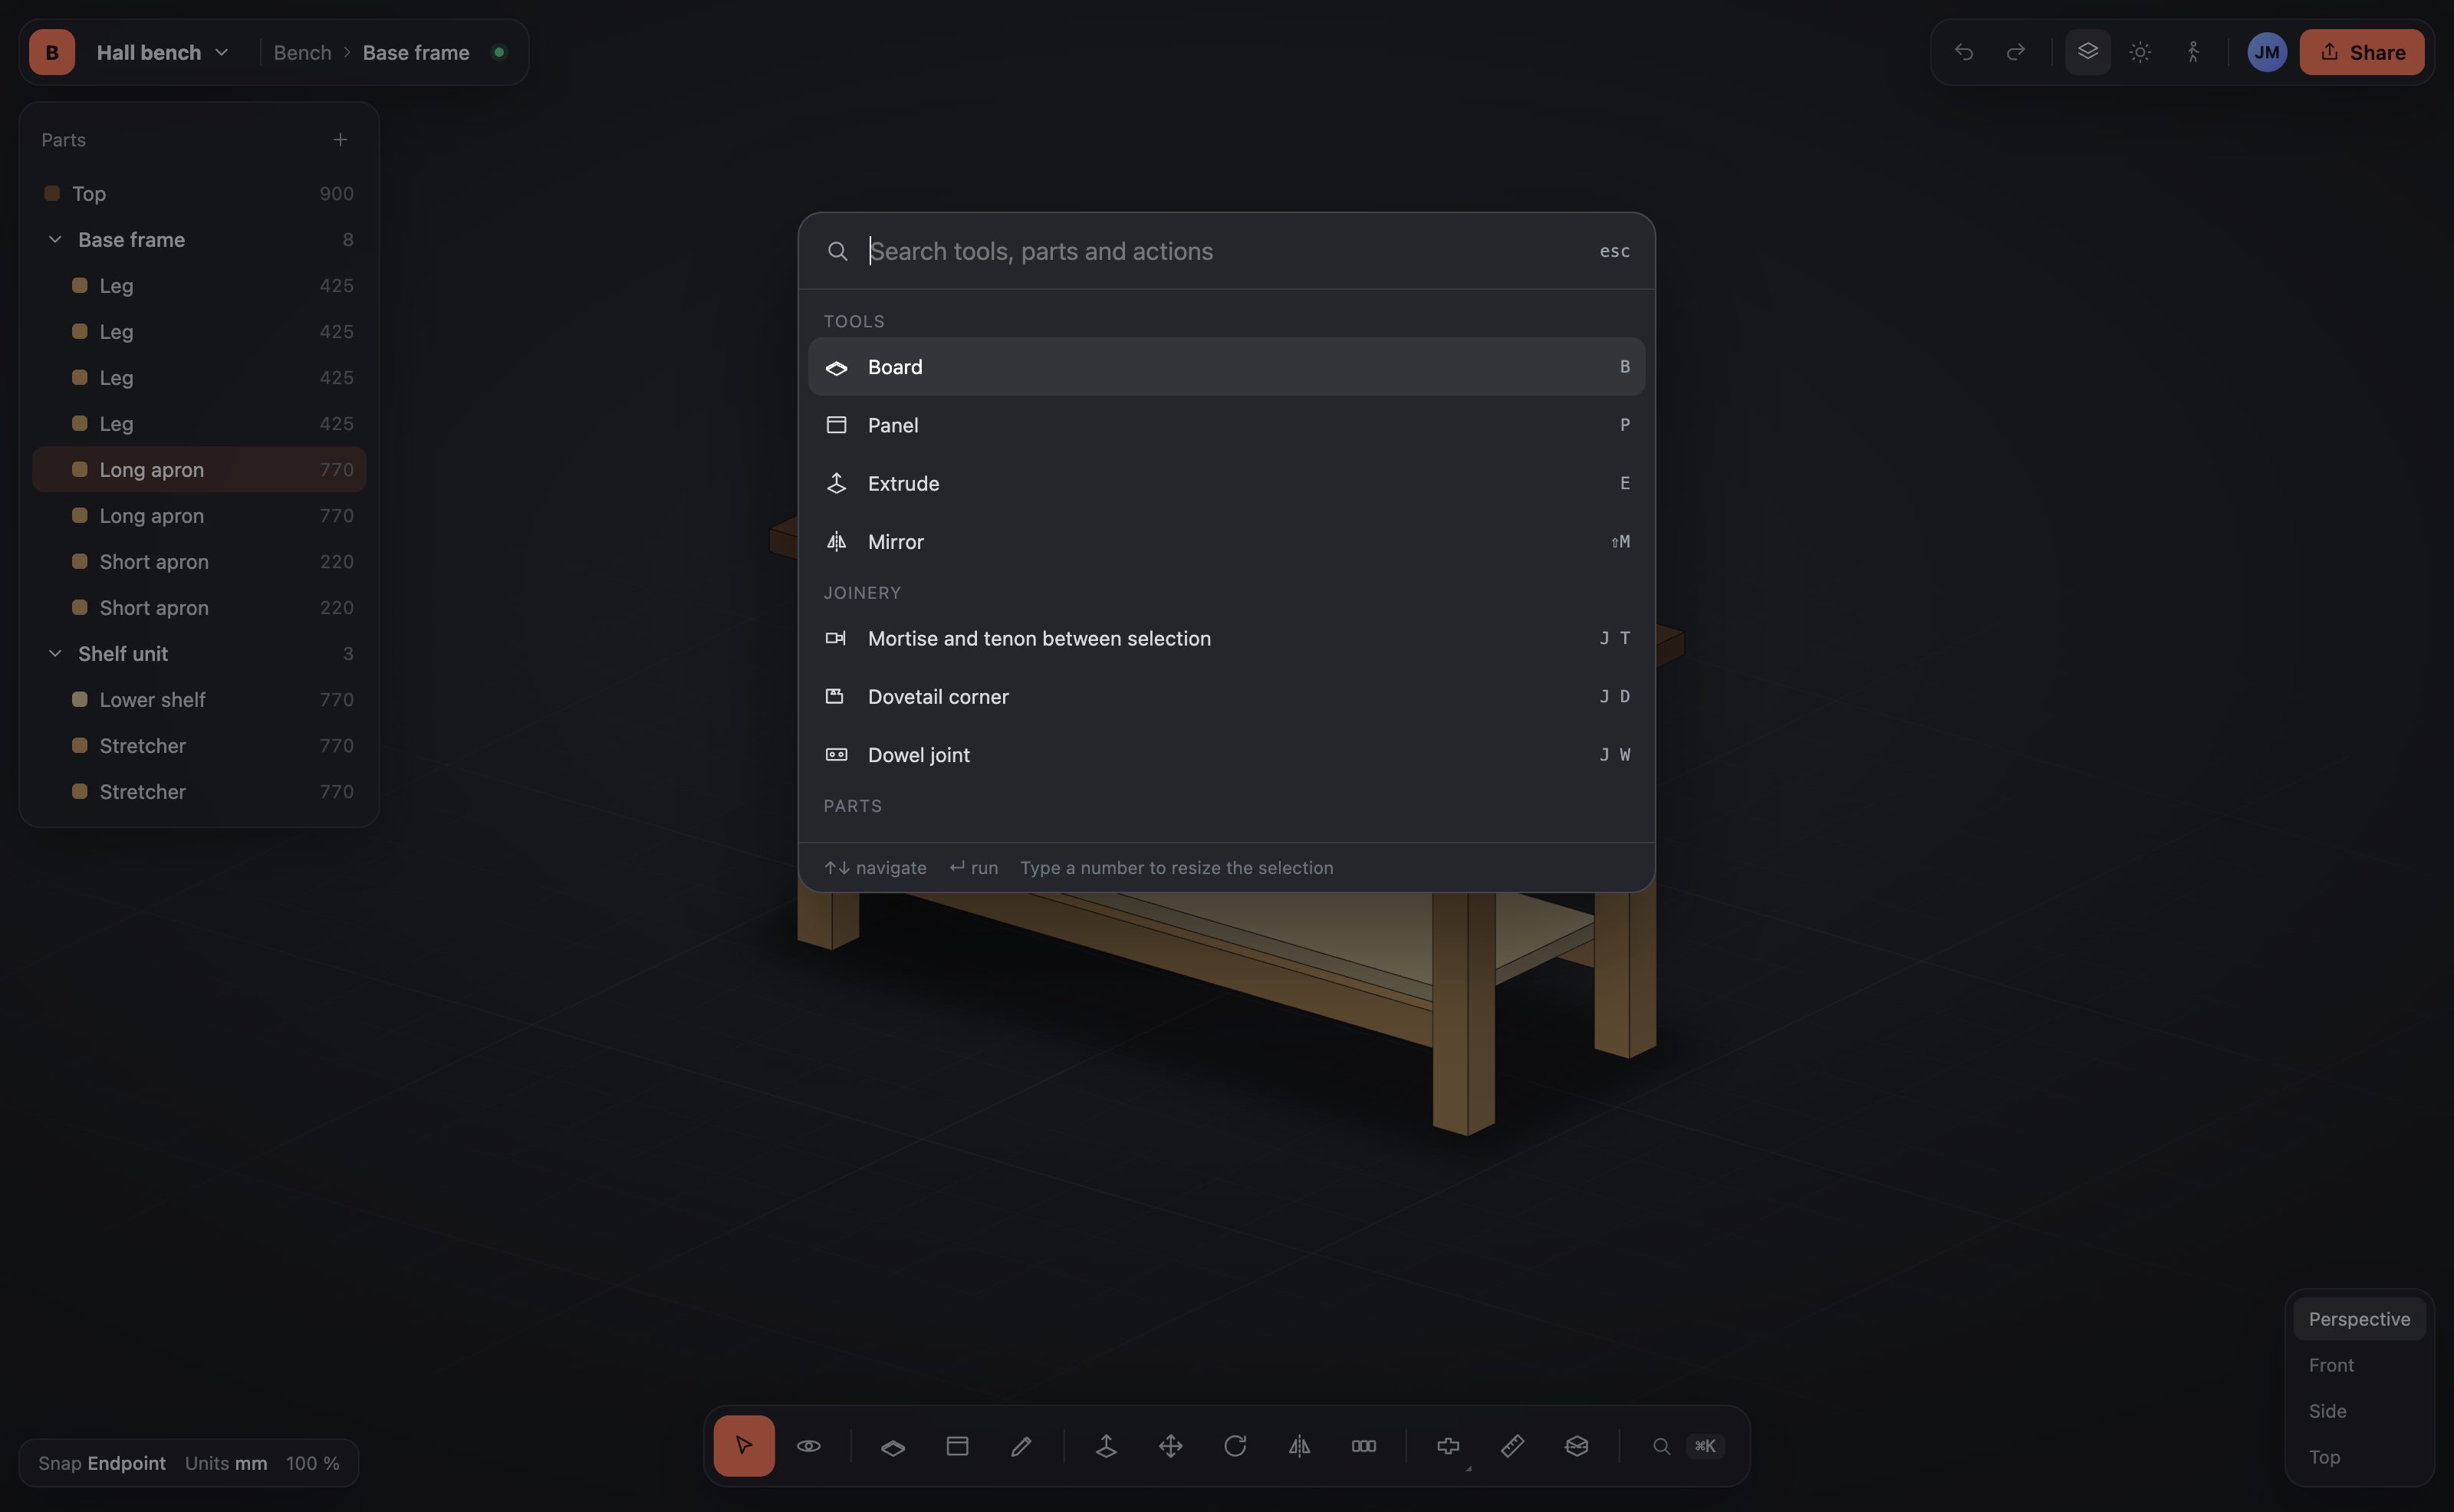 B Hall bench Bench › Base frame
JM Share
Parts +
Top 900
Base frame 8
Leg 425
Leg 425
Leg 425
Leg 425
Long apron 770
Long apron 770
Short apron 220
Short apron 220
Shelf unit 3
Lower shelf 770
Stretcher 770
Stretcher 770
Search tools, parts and actions esc
TOOLS
Board B
Panel P
Extrude E
Mirror ⇧M
JOINERY
Mortise and tenon between selection J T
Dovetail corner J D
Dowel joint J W
PARTS
↑↓ navigate ↵ run Type a number to resize the selection
Perspective
Front
Side
Top
Snap Endpoint Units mm 100 %
⌘K